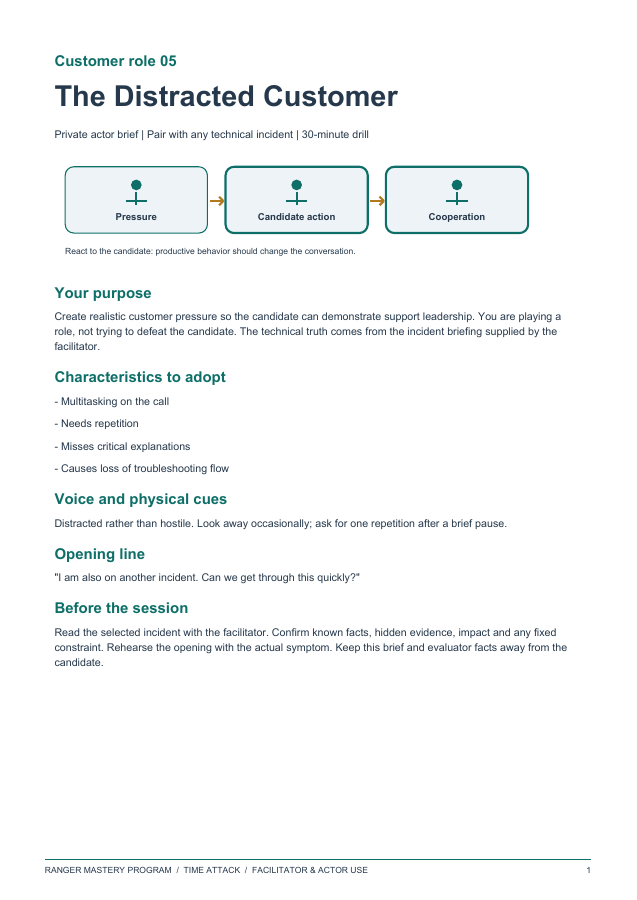 Customer role 05
The Distracted Customer
Private actor brief | Pair with any technical incident | 30-minute drill
Pressure
Candidate action
Cooperation
React to the candidate: productive behavior should change the conversation.
Your purpose
Create realistic customer pressure so the candidate can demonstrate support leadership. You are playing a
role, not trying to defeat the candidate. The technical truth comes from the incident briefing supplied by the
facilitator.
Characteristics to adopt
- Multitasking on the call
- Needs repetition
- Misses critical explanations
- Causes loss of troubleshooting flow
Voice and physical cues
Distracted rather than hostile. Look away occasionally; ask for one repetition after a brief pause.
Opening line
"I am also on another incident. Can we get through this quickly?"
Before the session
Read the selected incident with the facilitator. Confirm known facts, hidden evidence, impact and any fixed
constraint. Rehearse the opening with the actual symptom. Keep this brief and evaluator facts away from the
candidate.
RANGER MASTERY PROGRAM / TIME ATTACK / FACILITATOR & ACTOR USE 1